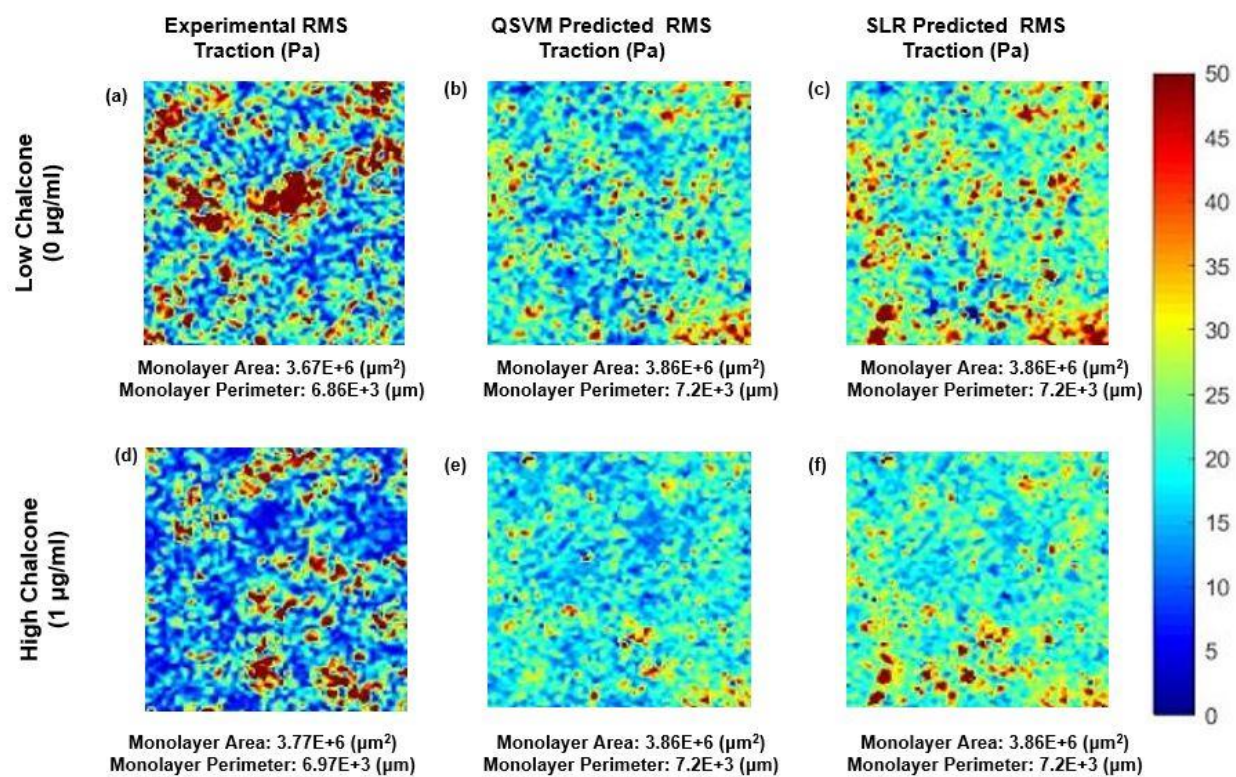 Experimental RMS
Traction (Pa)
QSVM Predicted RMS
Traction (Pa)
SLR Predicted RMS
Traction (Pa)
Low Chalcone
(0 µg/ml)
(a)
(b)
(c)
Monolayer Area: 3.67E+6 (µm²)
Monolayer Perimeter: 6.86E+3 (µm)
Monolayer Area: 3.86E+6 (µm²)
Monolayer Perimeter: 7.2E+3 (µm)
Monolayer Area: 3.86E+6 (µm²)
Monolayer Perimeter: 7.2E+3 (µm)
High Chalcone
(1 µg/ml)
(d)
(e)
(f)
Monolayer Area: 3.77E+6 (µm²)
Monolayer Perimeter: 6.97E+3 (µm)
Monolayer Area: 3.86E+6 (µm²)
Monolayer Perimeter: 7.2E+3 (µm)
Monolayer Area: 3.86E+6 (µm²)
Monolayer Perimeter: 7.2E+3 (µm)
50
45
40
35
30
25
20
15
10
5
0